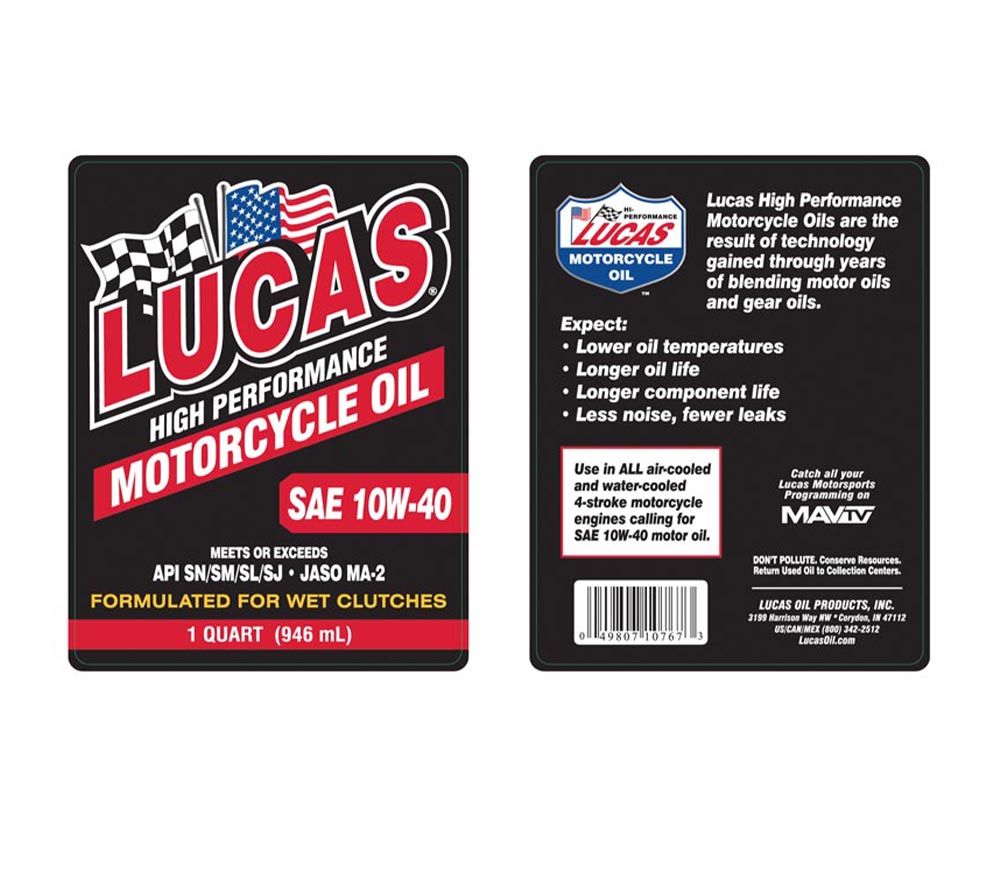 LUCAS®
HIGH PERFORMANCE
MOTORCYCLE OIL
SAE 10W-40
MEETS OR EXCEEDS
API SN/SM/SL/SJ • JASO MA-2
FORMULATED FOR WET CLUTCHES
1 QUART (946 mL)
HI-
PERFORMANCE
LUCAS
MOTORCYCLE
OIL
™
Lucas High Performance
Motorcycle Oils are the
result of technology
gained through years
of blending motor oils
and gear oils.
Expect:
• Lower oil temperatures
• Longer oil life
• Longer component life
• Less noise, fewer leaks
Use in ALL air-cooled
and water-cooled
4-stroke motorcycle
engines calling for
SAE 10W-40 motor oil.
Catch all your
Lucas Motorsports
Programming on
MAVTV
DON'T POLLUTE. Conserve Resources.
Return Used Oil to Collection Centers.
0 49807 10767 3
LUCAS OIL PRODUCTS, INC.
3199 Harrison Way NW * Corydon, IN 47112
US/CAN/MEX (800) 342-2512
LucasOil.com